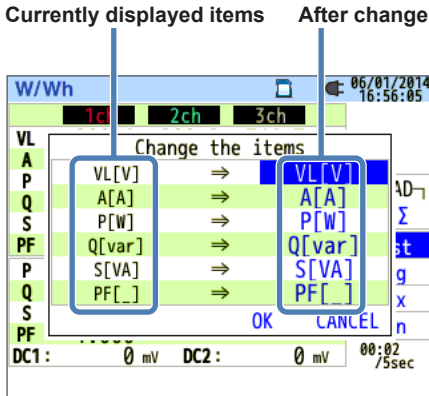 Currently displayed items After change
W/Wh 06/01/2014
16:56:05
1ch 2ch 3ch
VL Change the items
A VL[V] ⇒ VL[V]
P A[A] ⇒ A[A]
Q P[W] ⇒ P[W] Σ
S Q[var] ⇒ Q[var]
PF S[VA] ⇒ S[VA]
P PF[_] ⇒ PF[_]
Q
S OK CANCEL
PF
DC1: 0 mV DC2: 0 mV 00:02
/5sec